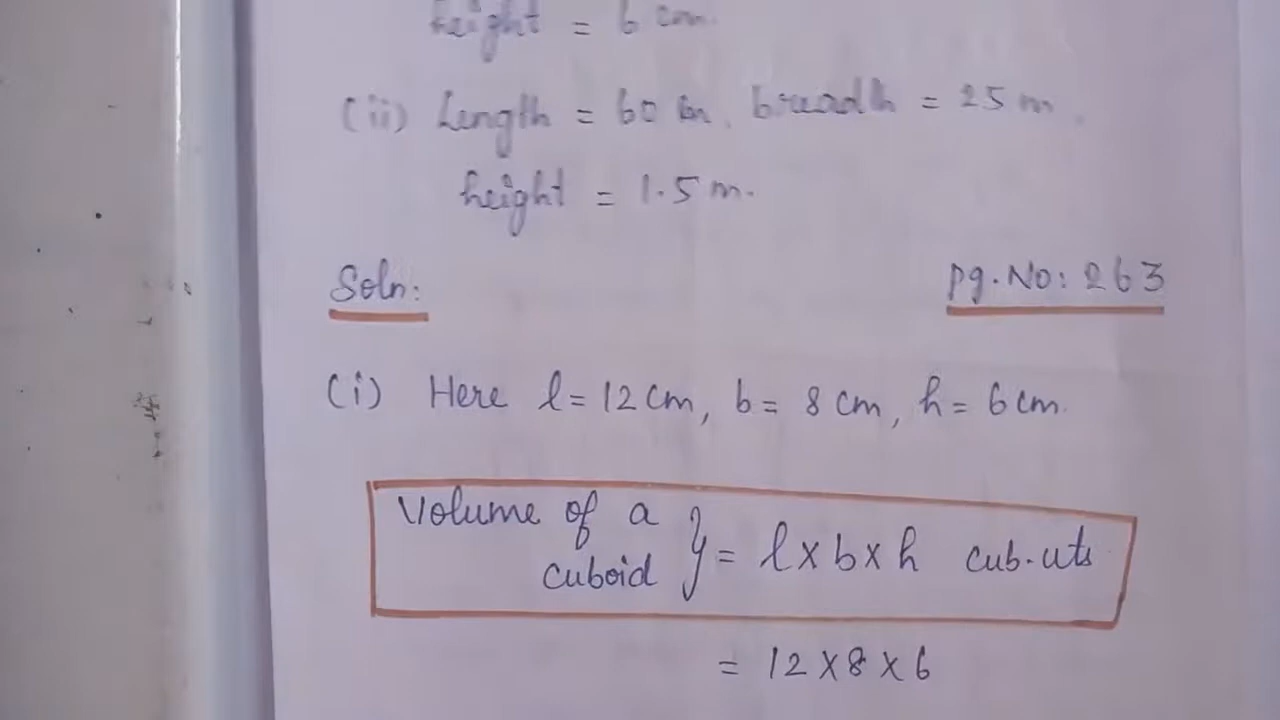 height = 6 cm.
(ii) Length = 60 m, breadth = 25 m,
height = 1.5 m.
Soln: Pg.No: 263
(i) Here l = 12 cm, b = 8 cm, h = 6 cm.
Volume of a
cuboid } = l x b x h cub.uts
= 12 x 8 x 6